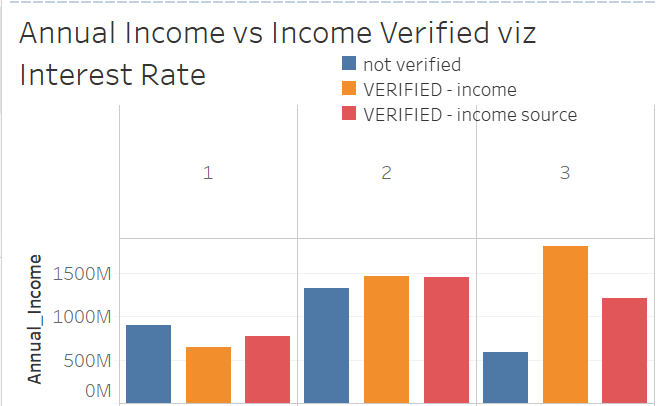 Annual Income vs Income Verified viz
Interest Rate
not verified
VERIFIED - income
VERIFIED - income source
1
2
3
Annual_Income
1500M
1000M
500M
0M